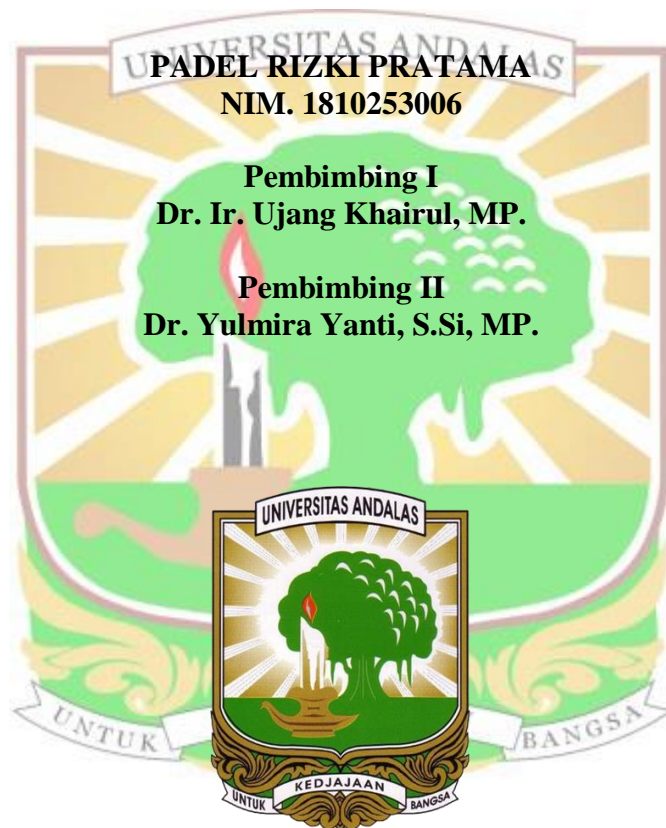 UNIVERSITAS ANDALAS
PADEL RIZKI PRATAMA
NIM. 1810253006
Pembimbing I
Dr. Ir. Ujang Khairul, MP.
Pembimbing II
Dr. Yulmira Yanti, S.Si, MP.
UNIVERSITAS ANDALAS
UNTUK BANGSA
UNTUK KEDJAJAAN BANGSA